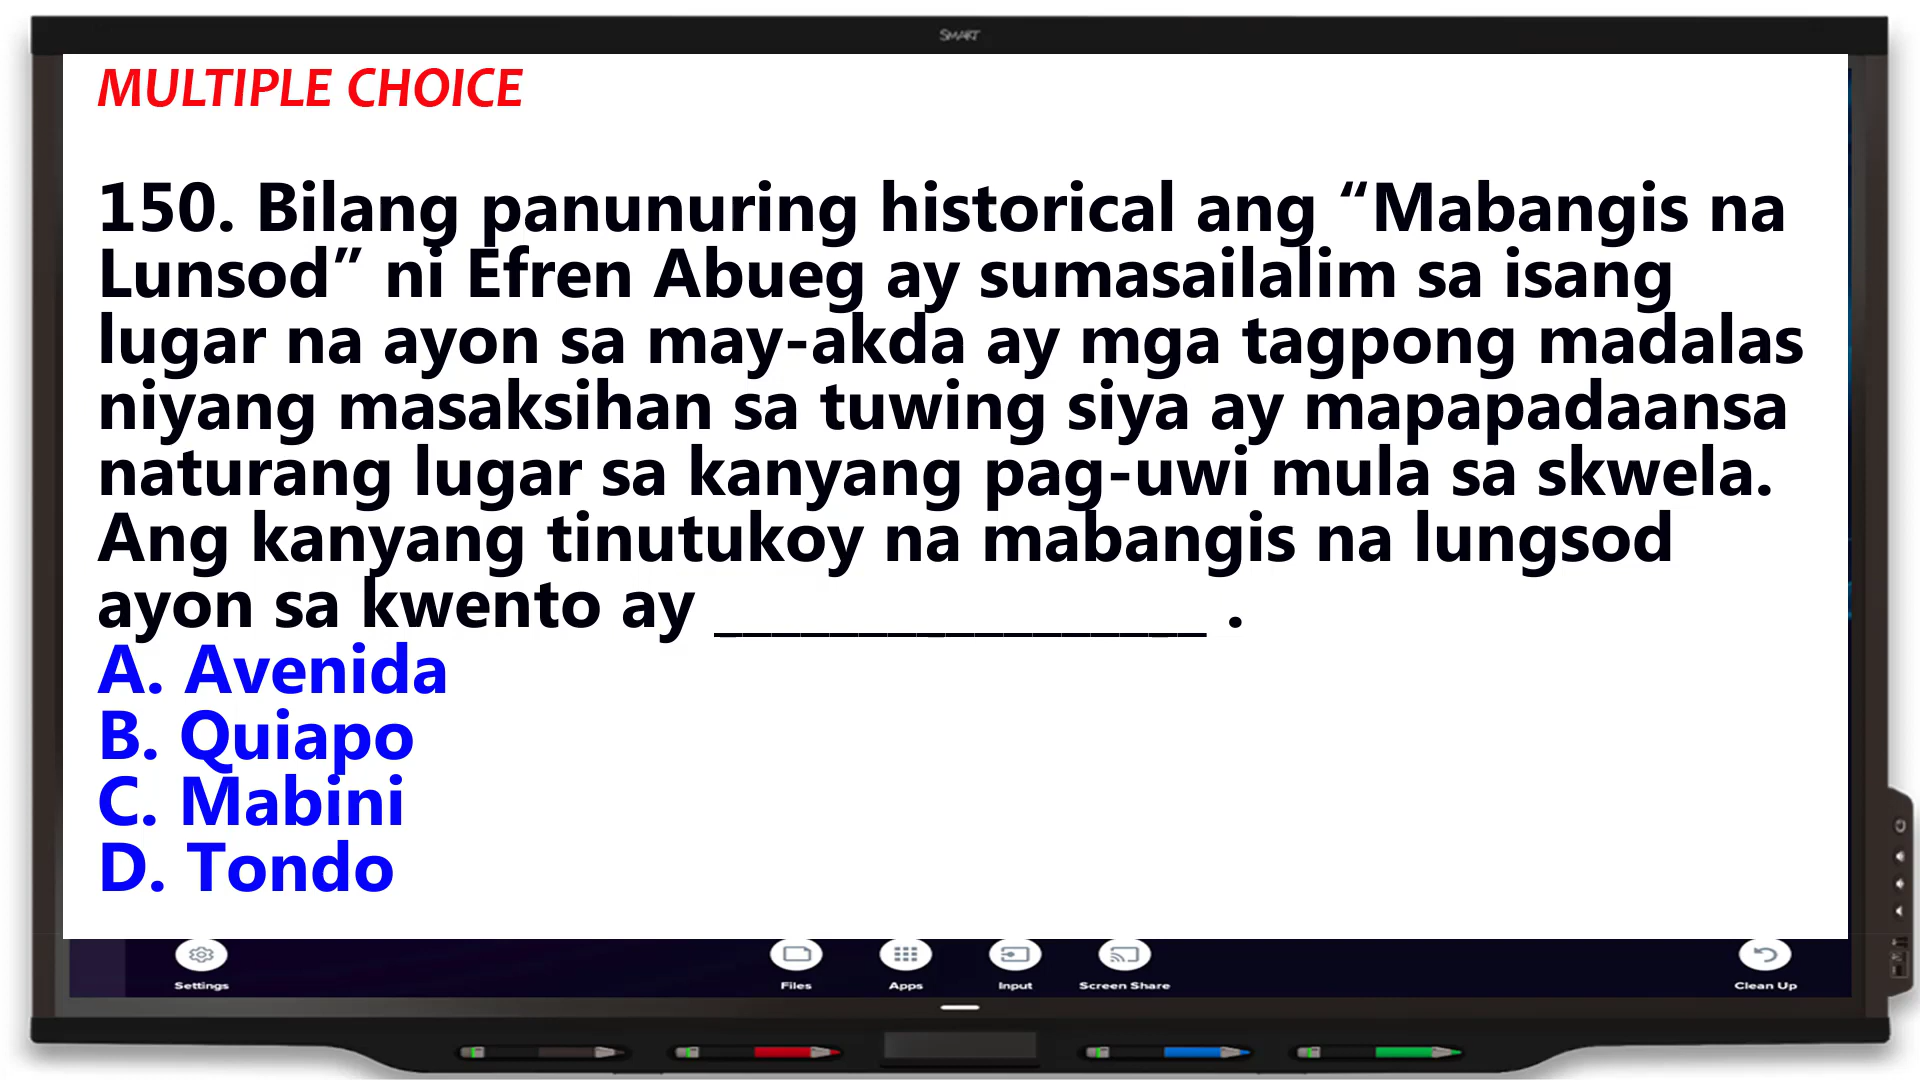 SMART
MULTIPLE CHOICE
150. Bilang panunuring historical ang “Mabangis na
Lunsod” ni Efren Abueg ay sumasailalim sa isang
lugar na ayon sa may-akda ay mga tagpong madalas
niyang masaksihan sa tuwing siya ay mapapadaansa
naturang lugar sa kanyang pag-uwi mula sa skwela.
Ang kanyang tinutukoy na mabangis na lungsod
ayon sa kwento ay _________________ .
A. Avenida
B. Quiapo
C. Mabini
D. Tondo
Settings
Files
Apps
Input
Screen Share
Clean Up